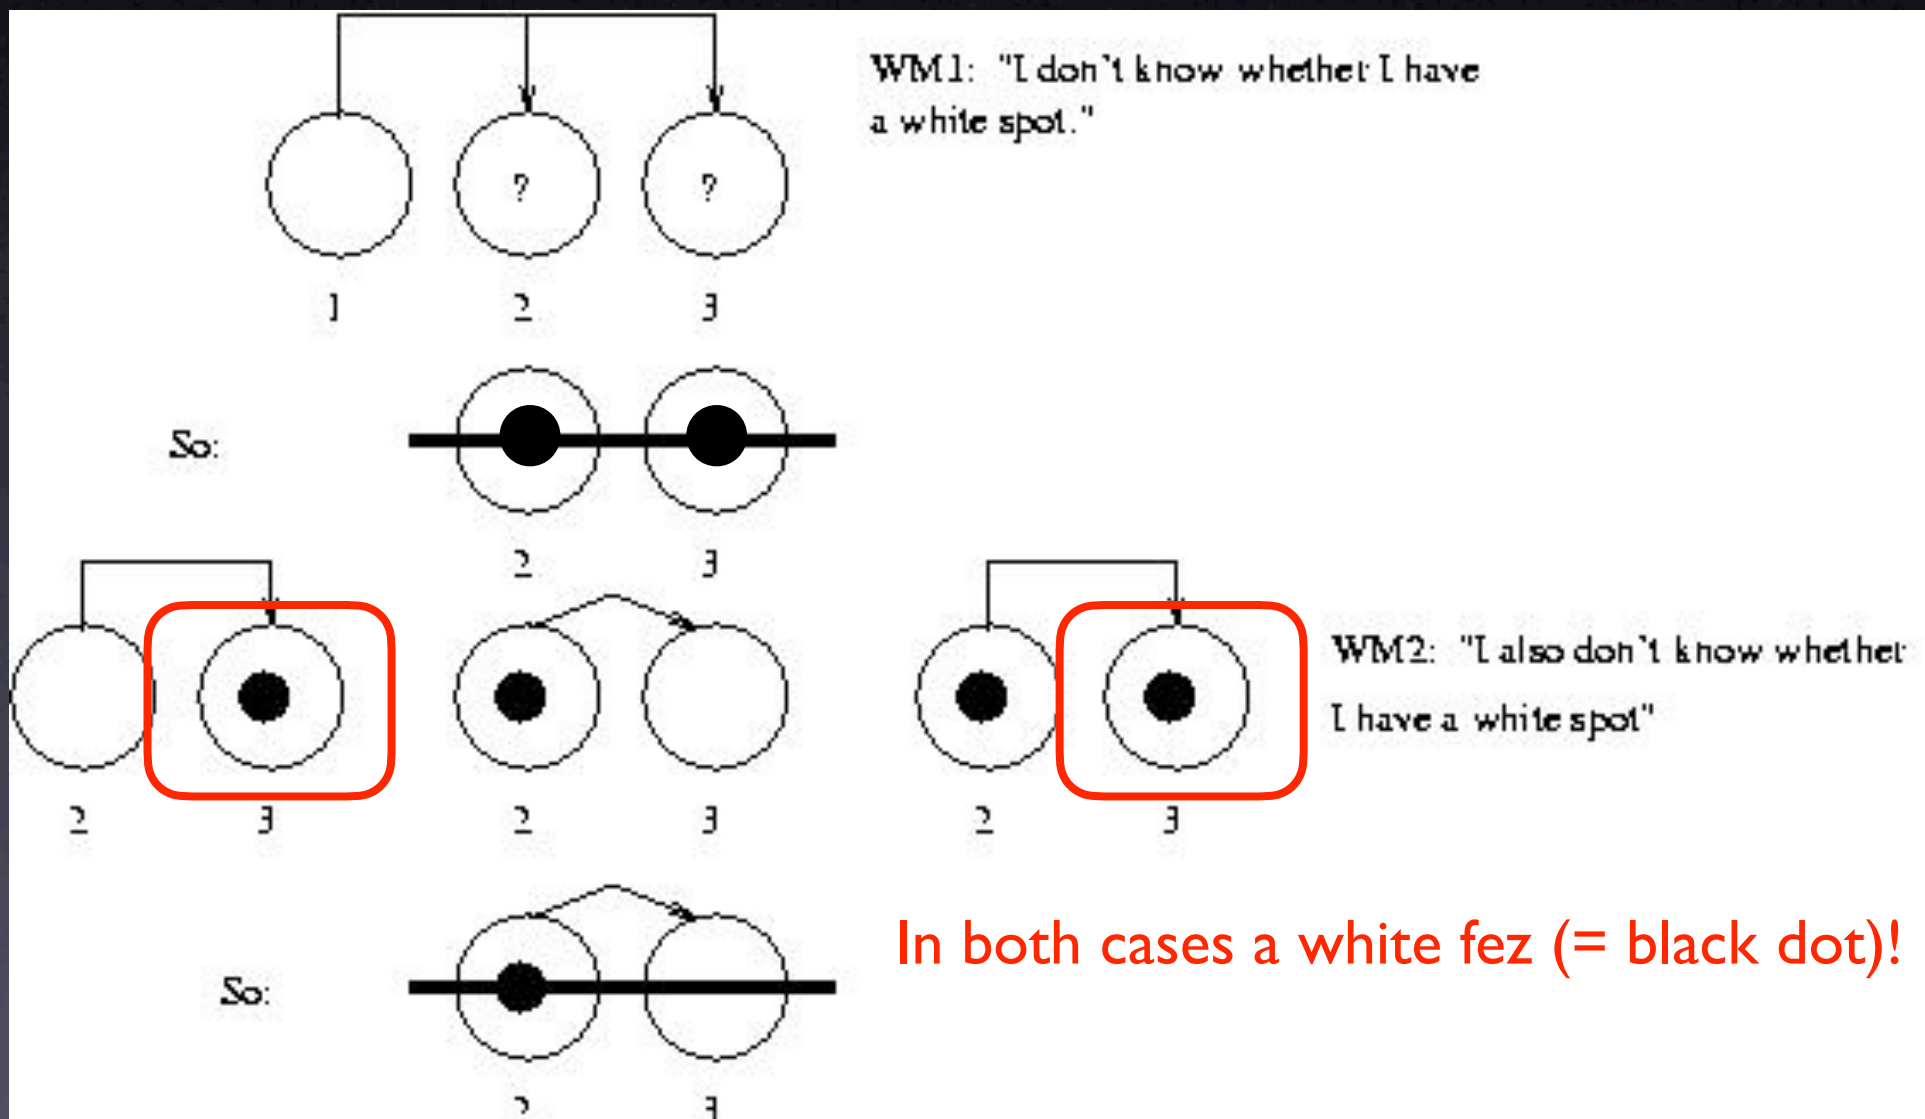 WM1: "I don't know whether I have
a white spot."
? ?
1 2 3
So:
2 3
WM2: "I also don't know whether
I have a white spot"
2 3 2 3 2 3
In both cases a white fez (= black dot)!
So:
2 3